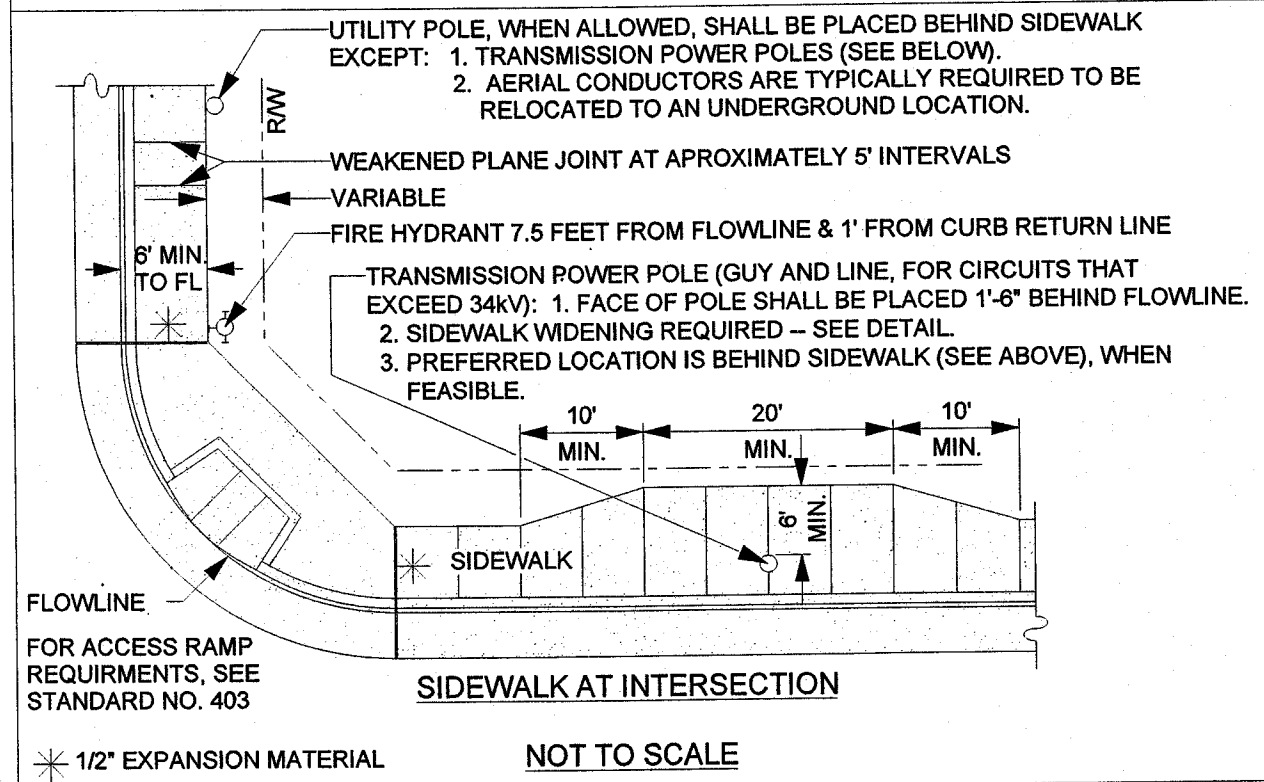 UTILITY POLE, WHEN ALLOWED, SHALL BE PLACED BEHIND SIDEWALK
EXCEPT: 1. TRANSMISSION POWER POLES (SEE BELOW).
2. AERIAL CONDUCTORS ARE TYPICALLY REQUIRED TO BE
RELOCATED TO AN UNDERGROUND LOCATION.
R/W
WEAKENED PLANE JOINT AT APROXIMATELY 5' INTERVALS
VARIABLE
FIRE HYDRANT 7.5 FEET FROM FLOWLINE & 1' FROM CURB RETURN LINE
6' MIN.
TO FL
TRANSMISSION POWER POLE (GUY AND LINE, FOR CIRCUITS THAT
EXCEED 34kV): 1. FACE OF POLE SHALL BE PLACED 1'-6" BEHIND FLOWLINE.
2. SIDEWALK WIDENING REQUIRED -- SEE DETAIL.
3. PREFERRED LOCATION IS BEHIND SIDEWALK (SEE ABOVE), WHEN
FEASIBLE.
10'
MIN.
20'
MIN.
10'
MIN.
6'
MIN.
SIDEWALK
FLOWLINE
FOR ACCESS RAMP
REQUIRMENTS, SEE
STANDARD NO. 403
SIDEWALK AT INTERSECTION
1/2" EXPANSION MATERIAL
NOT TO SCALE